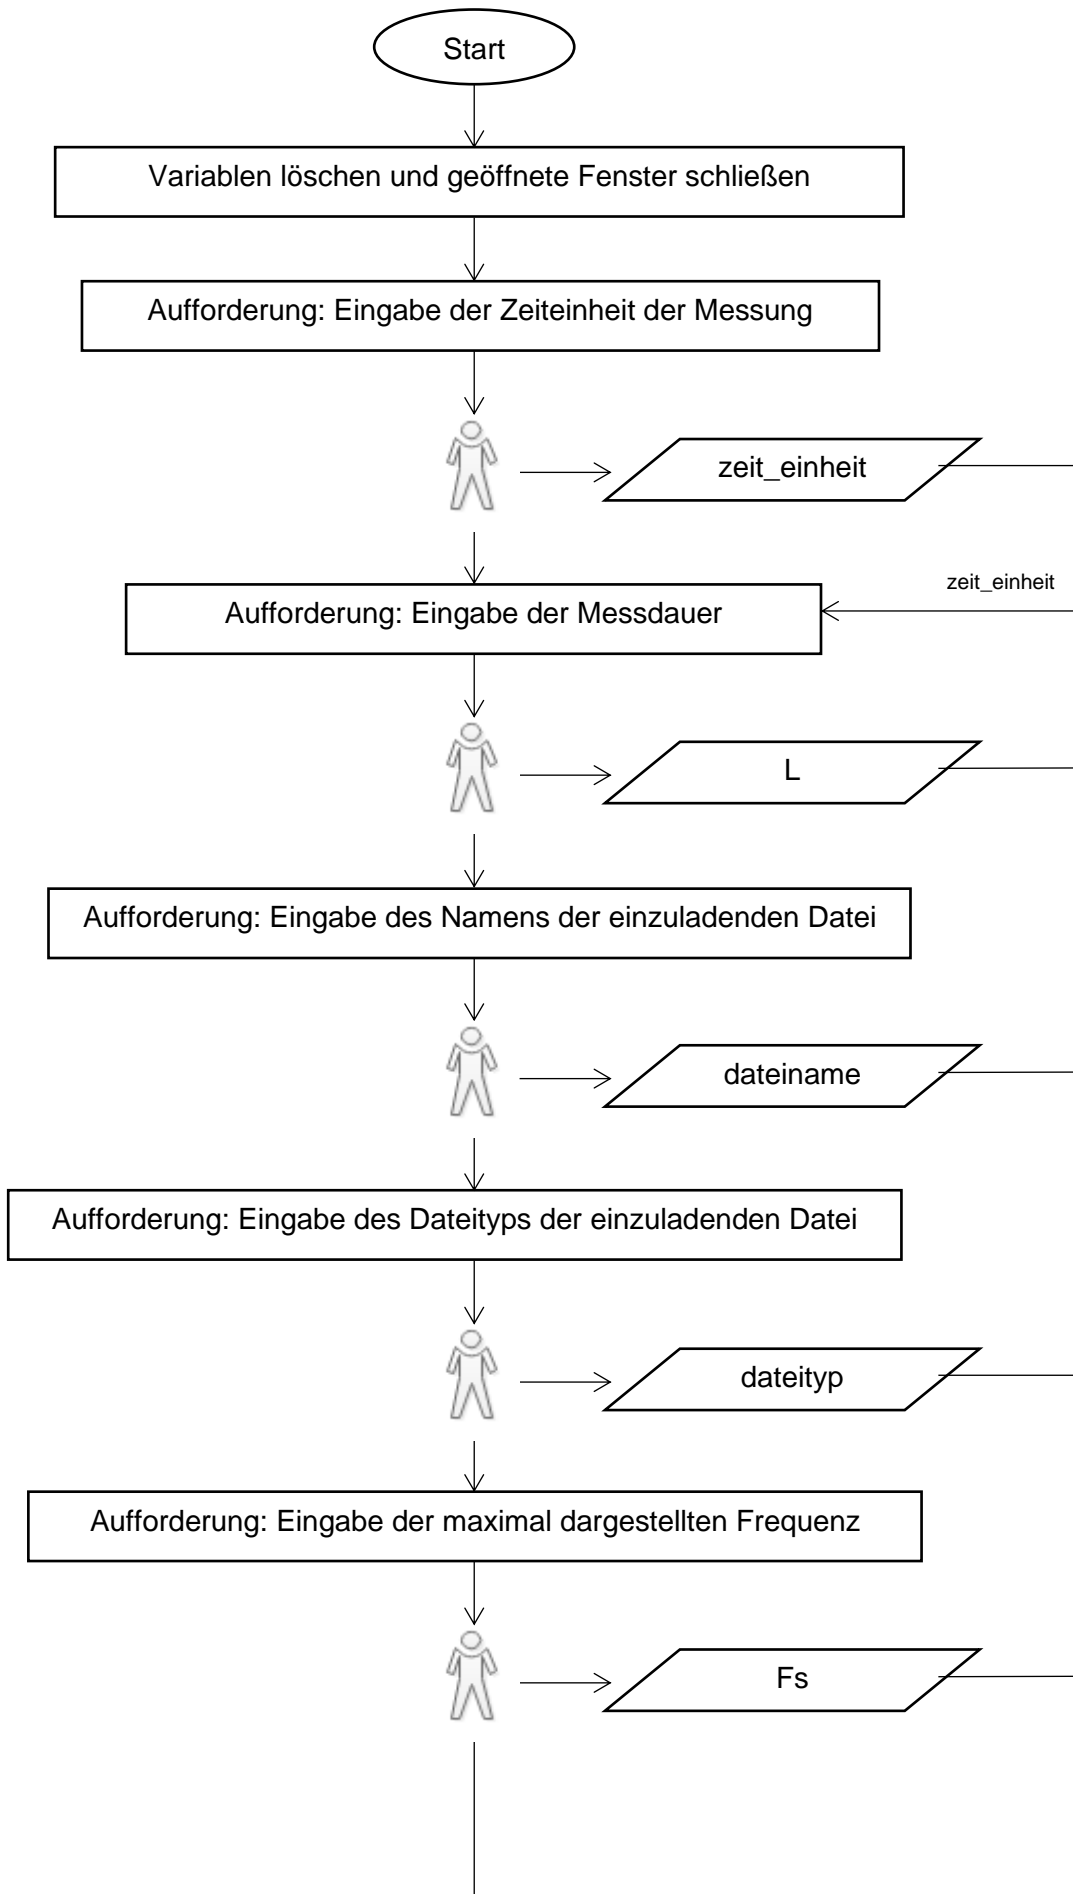 Start
Variablen löschen und geöffnete Fenster schließen
Aufforderung: Eingabe der Zeiteinheit der Messung
zeit_einheit
zeit_einheit
Aufforderung: Eingabe der Messdauer
L
Aufforderung: Eingabe des Namens der einzuladenden Datei
dateiname
Aufforderung: Eingabe des Dateityps der einzuladenden Datei
dateityp
Aufforderung: Eingabe der maximal dargestellten Frequenz
Fs